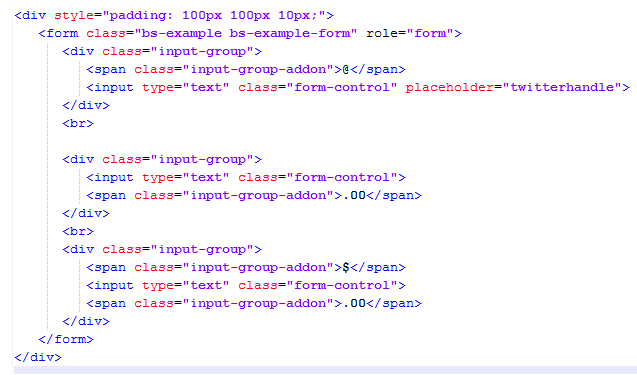 <div style="padding: 100px 100px 10px;">
   <form class="bs-example bs-example-form" role="form">
      <div class="input-group">
         <span class="input-group-addon">@</span>
         <input type="text" class="form-control" placeholder="twitterhandle">
      </div>
      <br>

      <div class="input-group">
         <input type="text" class="form-control">
         <span class="input-group-addon">.00</span>
      </div>
      <br>
      <div class="input-group">
         <span class="input-group-addon">$</span>
         <input type="text" class="form-control">
         <span class="input-group-addon">.00</span>
      </div>
   </form>
</div>